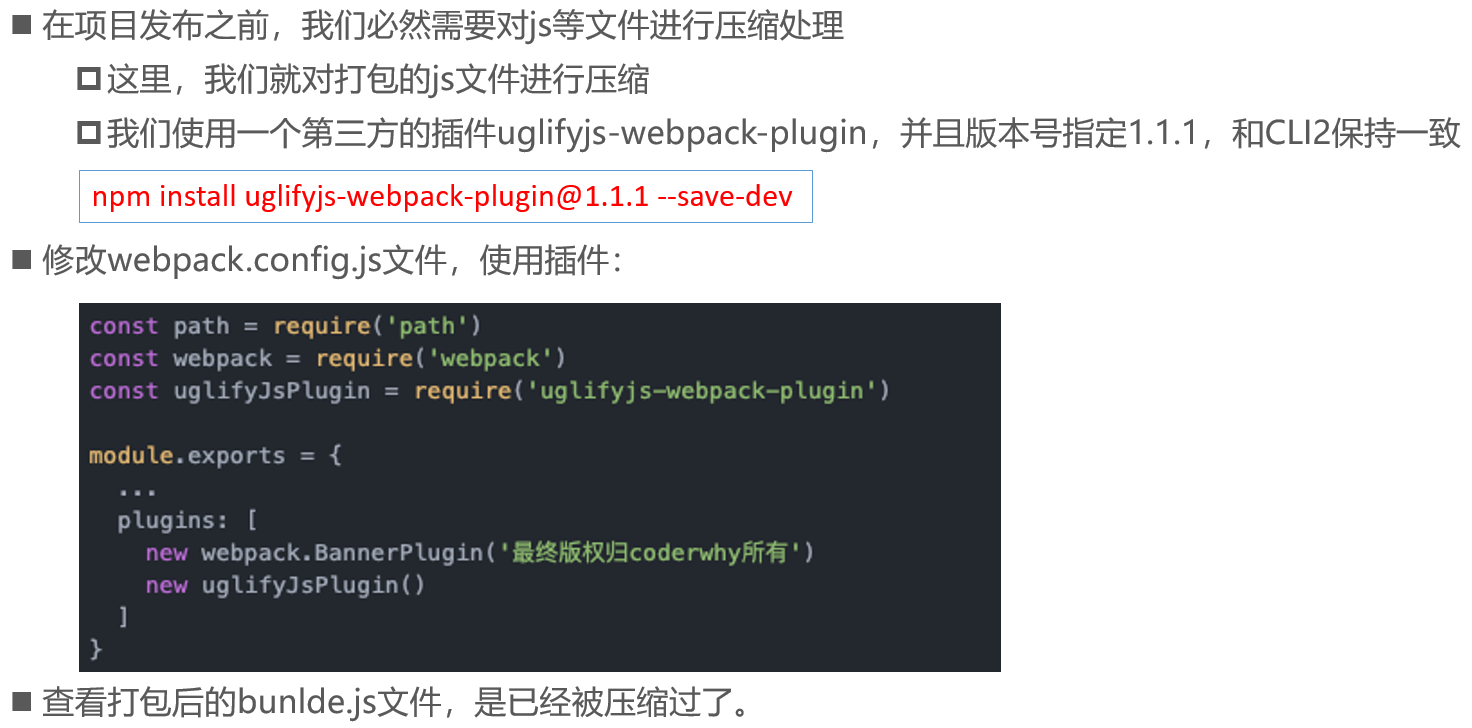 在项目发布之前，我们必然需要对js等文件进行压缩处理
这里，我们就对打包的js文件进行压缩
我们使用一个第三方的插件uglifyjs-webpack-plugin，并且版本号指定1.1.1，和CLI2保持一致
npm install uglifyjs-webpack-plugin@1.1.1 --save-dev
修改webpack.config.js文件，使用插件：
const path = require('path')
const webpack = require('webpack')
const uglifyJsPlugin = require('uglifyjs-webpack-plugin')
module.exports = {
...
plugins: [
new webpack.BannerPlugin('最终版权归coderwhy所有')
new uglifyJsPlugin()
]
}
查看打包后的bunlde.js文件，是已经被压缩过了。